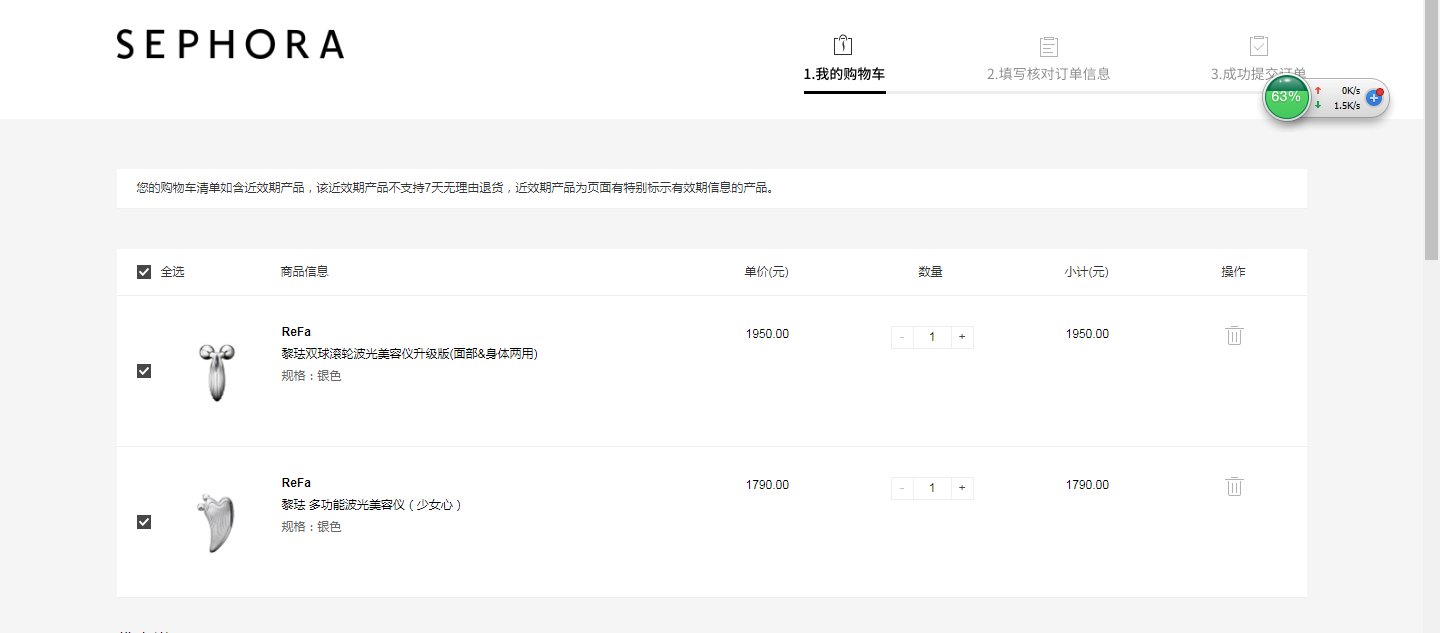 SEPHORA
1.我的购物车
2.填写核对订单信息
3.成功提交订单
63%
0K/s
1.5K/s
您的购物车清单如含近效期产品，该近效期产品不支持7天无理由退货，近效期产品为页面有特别标示有效期信息的产品。
全选 商品信息 单价(元) 数量 小计(元) 操作
ReFa
黎珐双球滚轮波光美容仪升级版(面部&身体两用)
规格：银色
1950.00 - 1 + 1950.00
ReFa
黎珐 多功能波光美容仪（少女心）
规格：银色
1790.00 - 1 + 1790.00